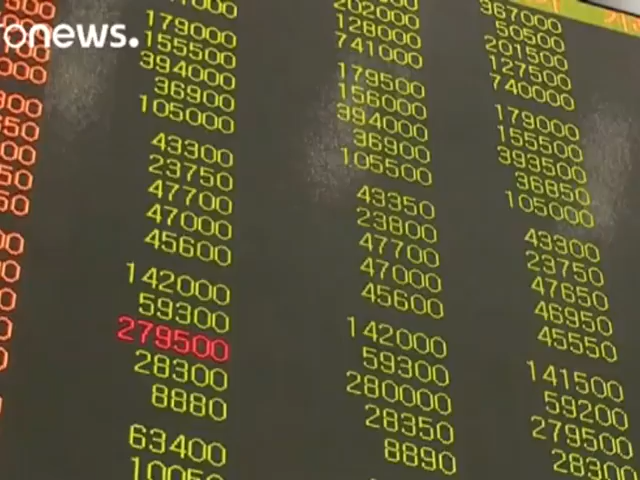 euronews.
367000
50500
202000 201500
128000 127500
741000 740000
179000 179500 179000
155500 156000 155500
394000 394000 393500
36900 36900 36850
105000 105500 105000
43300 43350 43300
23750 23800 23750
47700 47700 47650
47000 47000 46950
45600 45600 45550
142000 142000 141500
59300 59300 59200
279500 280000 279500
28300 28350
8880 8890
63400